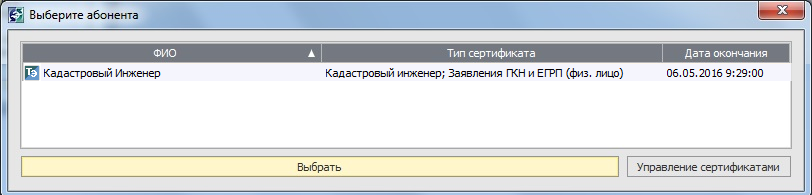 Выберите абонента
ФИО Тип сертификата Дата окончания
ТЭ Кадастровый Инженер Кадастровый инженер; Заявления ГКН и ЕГРП (физ. лицо) 06.05.2016 9:29:00
Выбрать Управление сертификатами